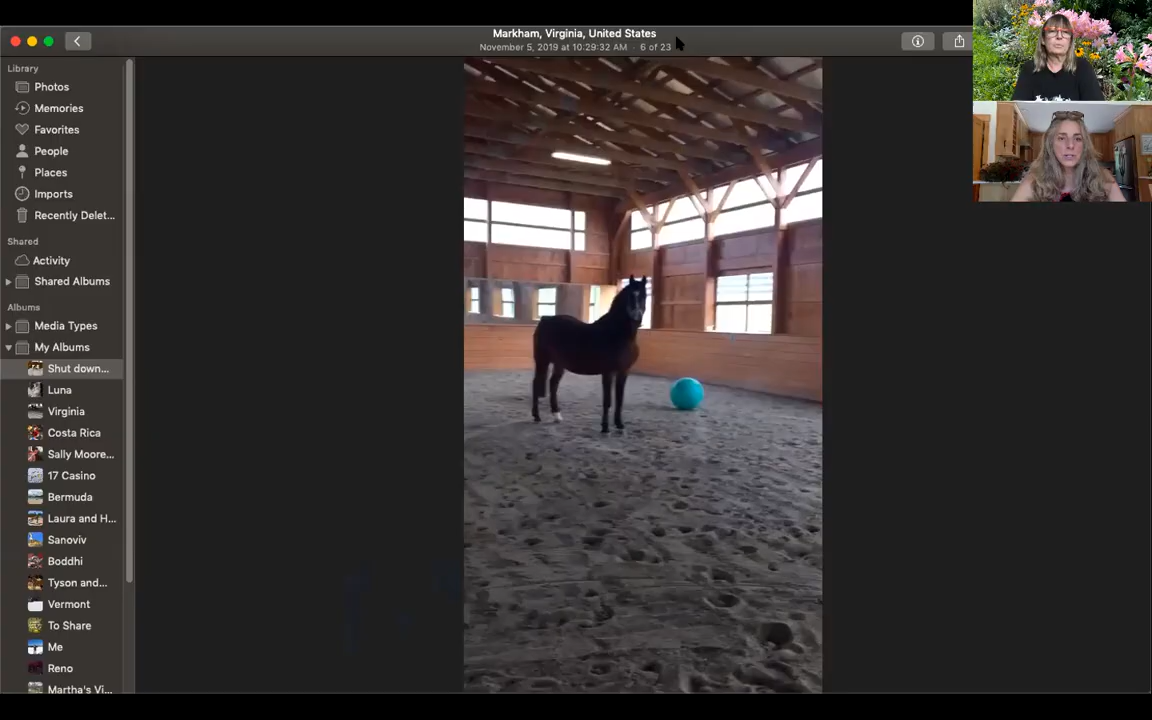 Markham, Virginia, United States
November 5, 2019 at 10:29:32 AM - 6 of 23
Library
Photos
Memories
Favorites
People
Places
Imports
Recently Delet...
Shared
Activity
Shared Albums
Albums
Media Types
My Albums
Shut down...
Luna
Virginia
Costa Rica
Sally Moore...
17 Casino
Bermuda
Laura and H...
Sanoviv
Boddhi
Tyson and...
Vermont
To Share
Me
Reno
Martha's Vi...